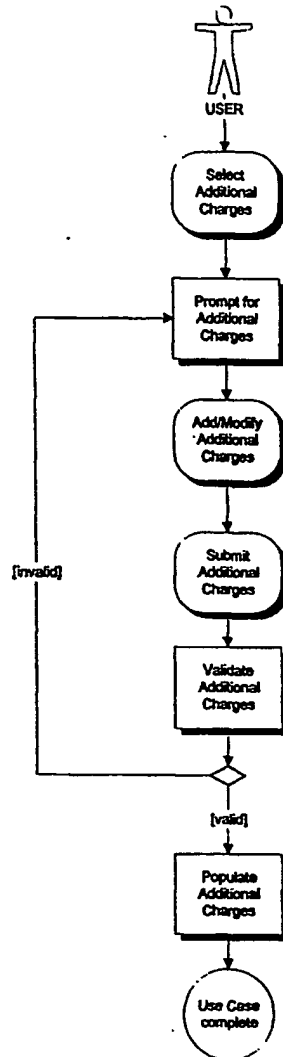 USER
Select
Additional
Charges
Prompt for
Additional
Charges
Add/Modify
Additional
Charges
Submit
Additional
Charges
[invalid]
Validate
Additional
Charges
[valid]
Populate
Additional
Charges
Use Case
complete